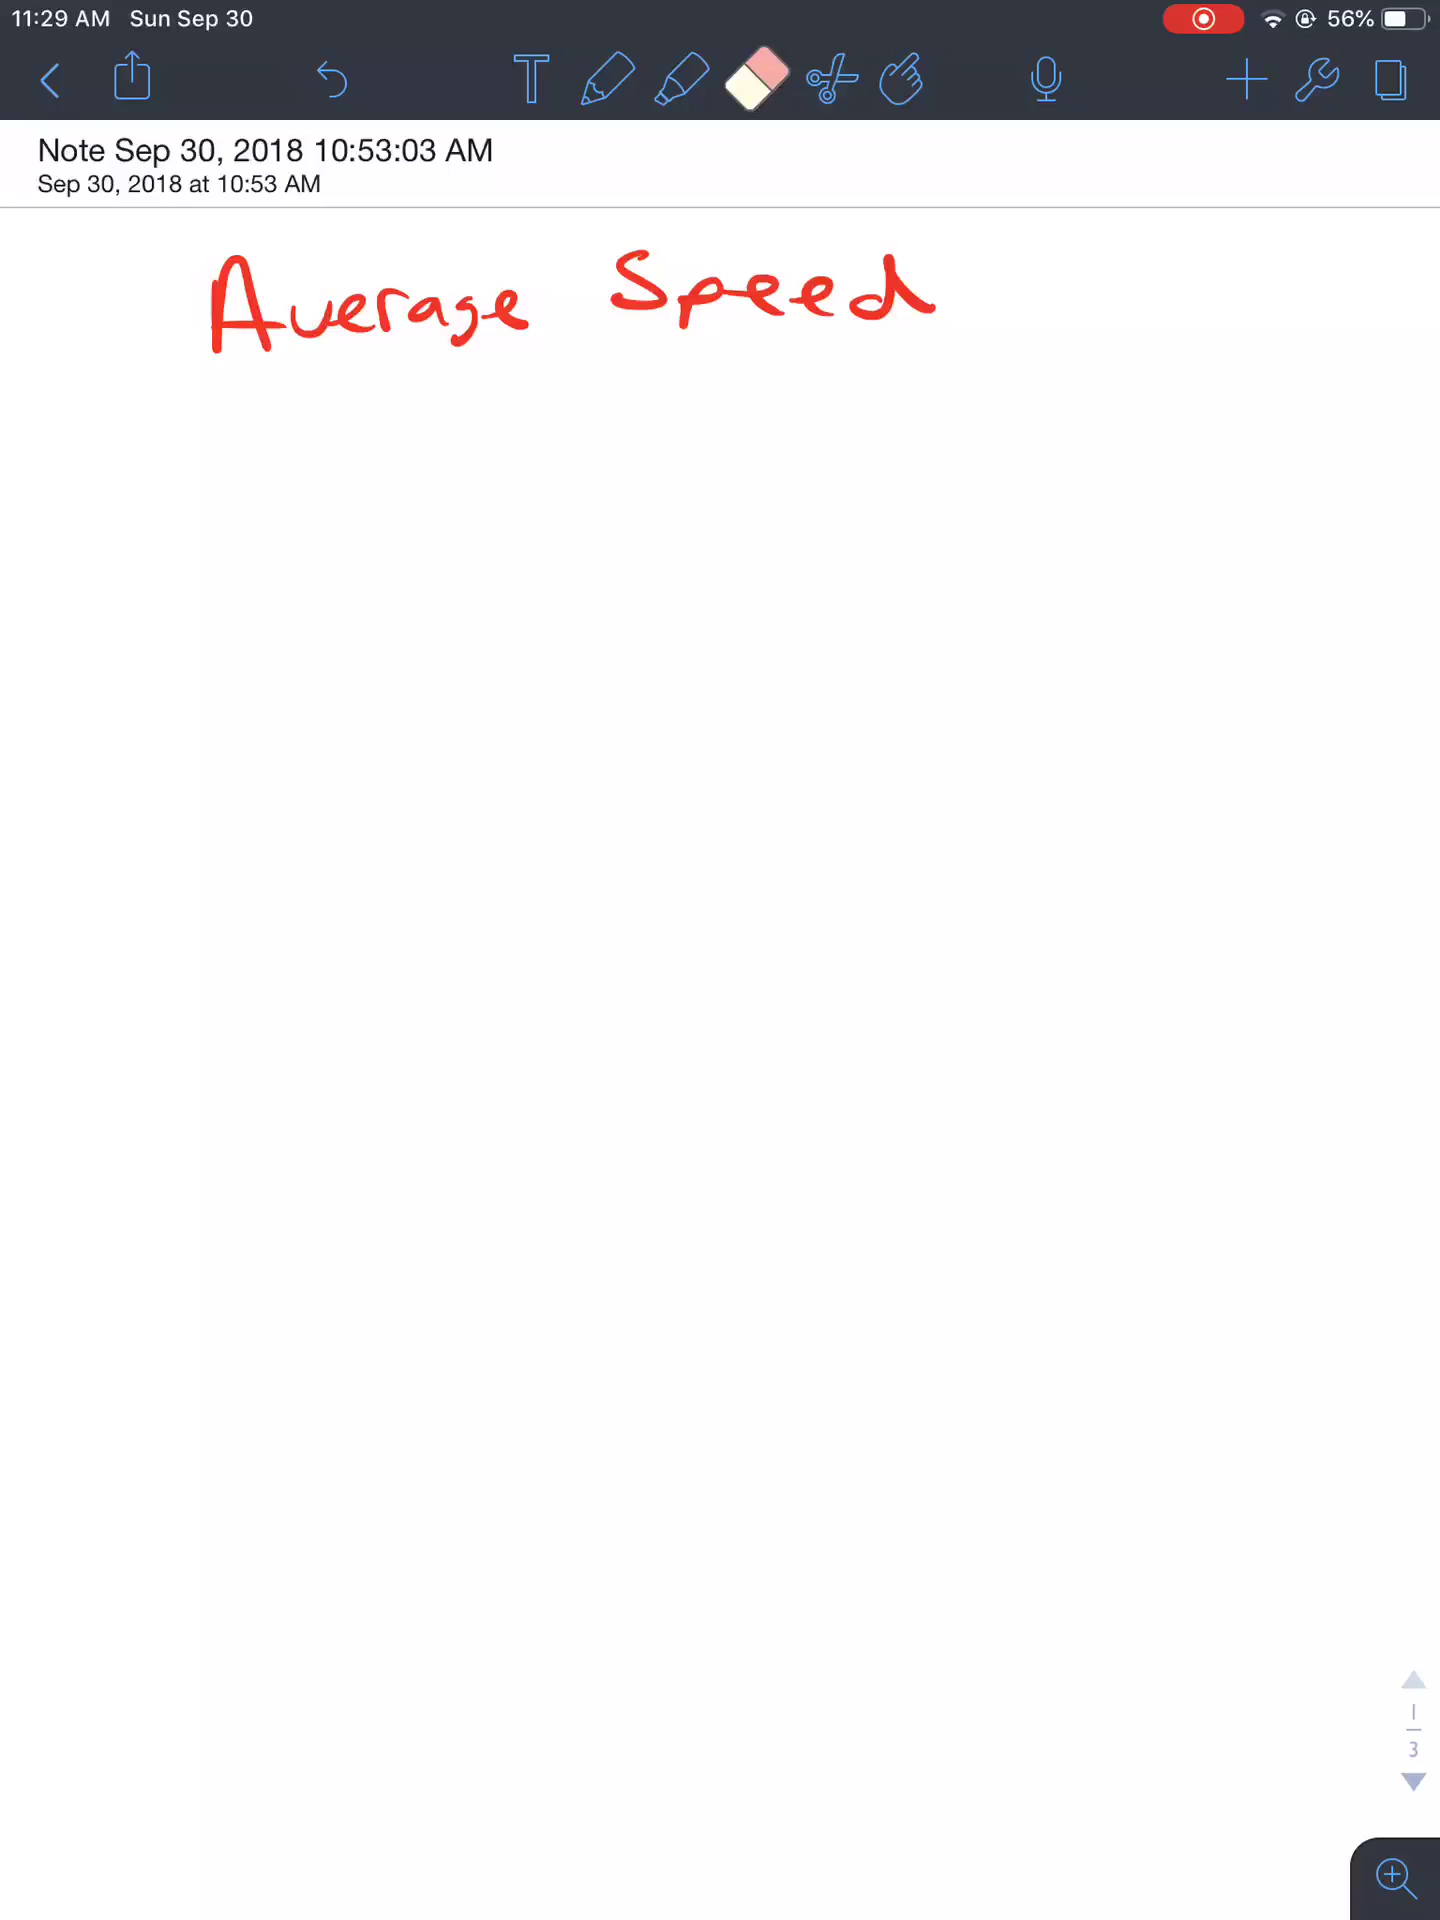 11:29 AM Sun Sep 30 56%
T
Note Sep 30, 2018 10:53:03 AM
Sep 30, 2018 at 10:53 AM
Average Speed
1
3